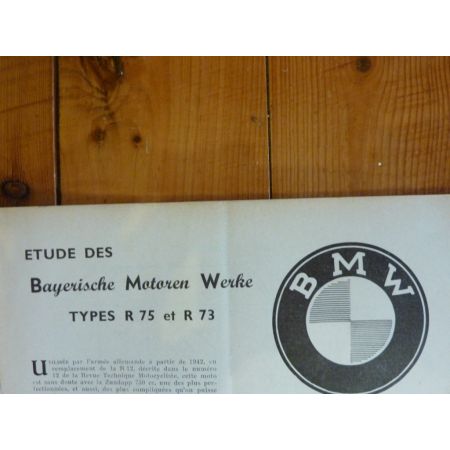 ETUDE DES
Bayerische Motoren Werke
TYPES R 75 et R 73
BMW
Utilisée par l'armée allemande à partir de 1942, en
remplacement de la R 12, décrite dans le numéro
12 de la Revue Technique Motocycliste, cette moto
est sans doute avec la Zundapp 750 cc, une des plus per-
fectionnées, et aussi, des plus compliquées qu'on puisse